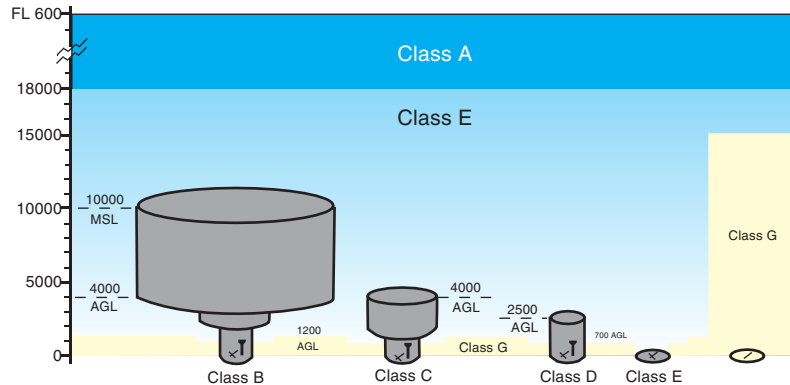 FL 600
Class A
18000
Class E
15000
10000
MSL
Class G
5000
4000
AGL
4000
AGL
2500
AGL
1200
AGL
700 AGL
Class G
0
Class B
Class C
Class D
Class E